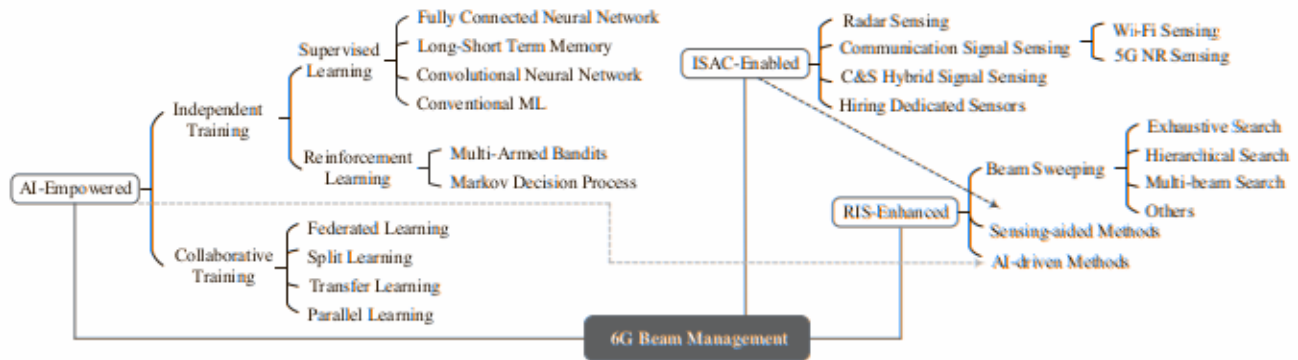 Fully Connected Neural Network
Supervised
Learning
Long-Short Term Memory
Convolutional Neural Network
Conventional ML
Independent
Training
Reinforcement
Learning
Multi-Armed Bandits
Markov Decision Process
AI-Empowered
Collaborative
Training
Federated Learning
Split Learning
Transfer Learning
Parallel Learning
ISAC-Enabled
Radar Sensing
Communication Signal Sensing
Wi-Fi Sensing
5G NR Sensing
C&S Hybrid Signal Sensing
Hiring Dedicated Sensors
RIS-Enhanced
Beam Sweeping
Exhaustive Search
Hierarchical Search
Multi-beam Search
Others
Sensing-aided Methods
AI-driven Methods
6G Beam Management